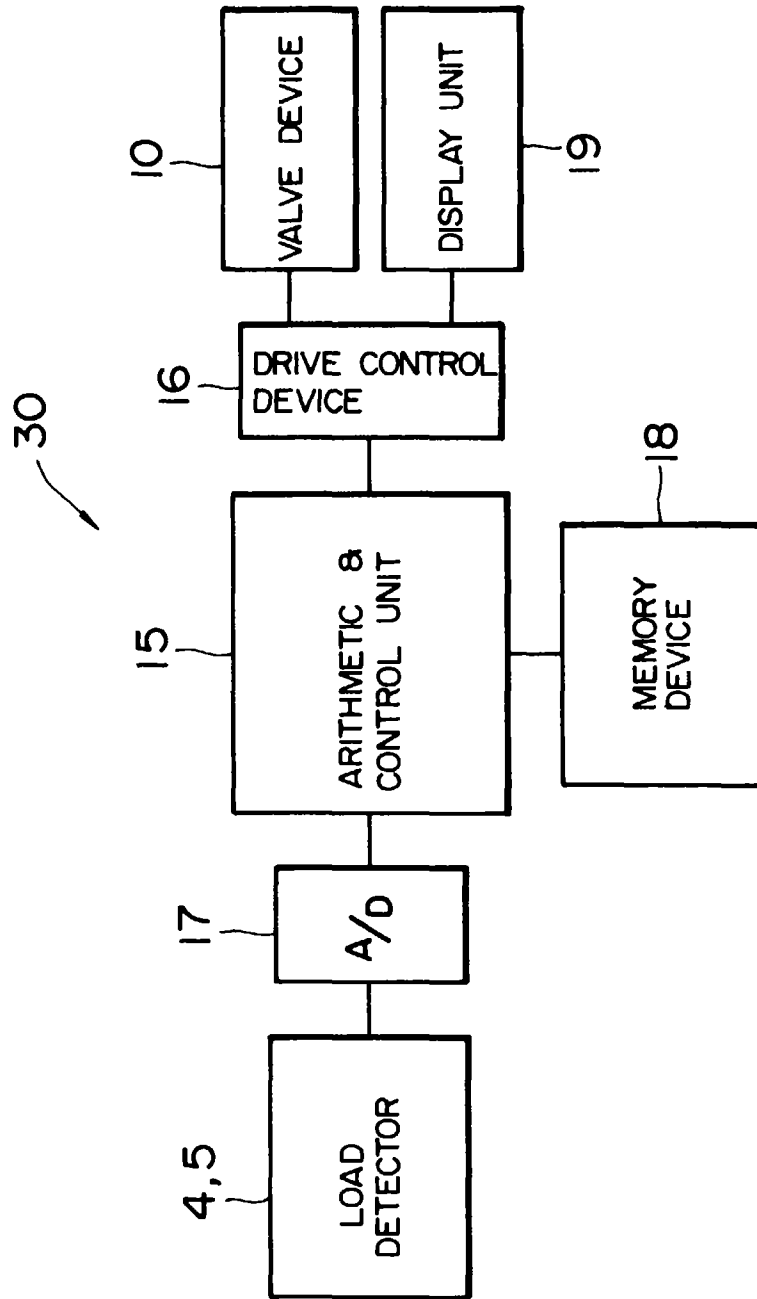 30
4,5
17
15
16
10
LOAD
DETECTOR
A/D
ARITHMETIC &
CONTROL UNIT
DRIVE CONTROL
DEVICE
VALVE DEVICE
DISPLAY UNIT
19
MEMORY
DEVICE
18